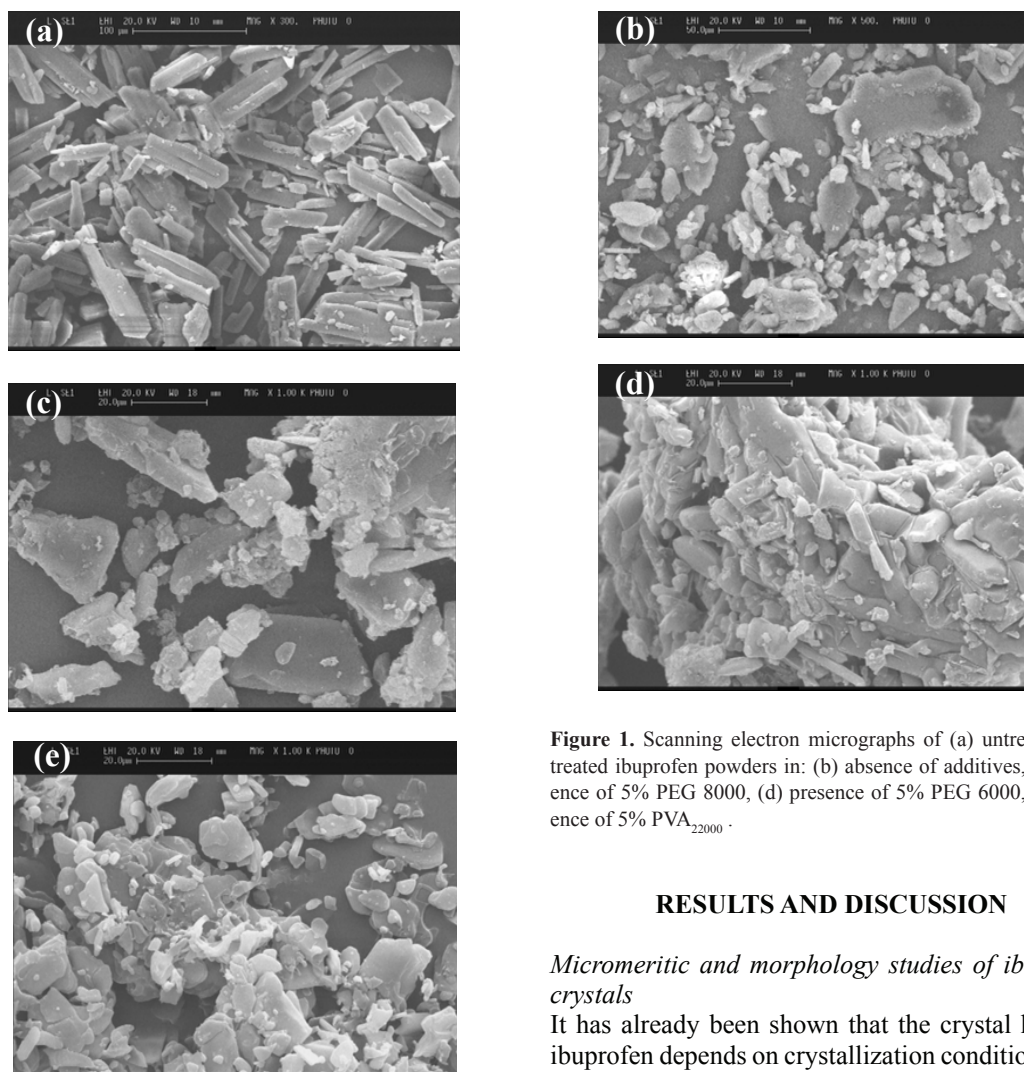 (a)
SE1 EHT 20.0 KV WD 10 mm MAG X 300. PHOTO 0
100 µm
(b)
SE1 EHT 20.0 KV WD 10 mm MAG X 500. PHOTO 0
50.0µm
(c)
SE1 EHT 20.0 KV WD 18 mm MAG X 1.00 K PHOTO 0
20.0µm
(d)
SE1 EHT 20.0 KV WD 18 mm MAG X 1.00 K PHOTO 0
20.0µm
(e)
SE1 EHT 20.0 KV WD 18 mm MAG X 1.00 K PHOTO 0
20.0µm
Figure 1. Scanning electron micrographs of (a) untre
treated ibuprofen powders in: (b) absence of additives,
ence of 5% PEG 8000, (d) presence of 5% PEG 6000,
ence of 5% PVA22000 .
RESULTS AND DISCUSSION
Micromeritic and morphology studies of ib
crystals
It has already been shown that the crystal
ibuprofen depends on crystallization conditio